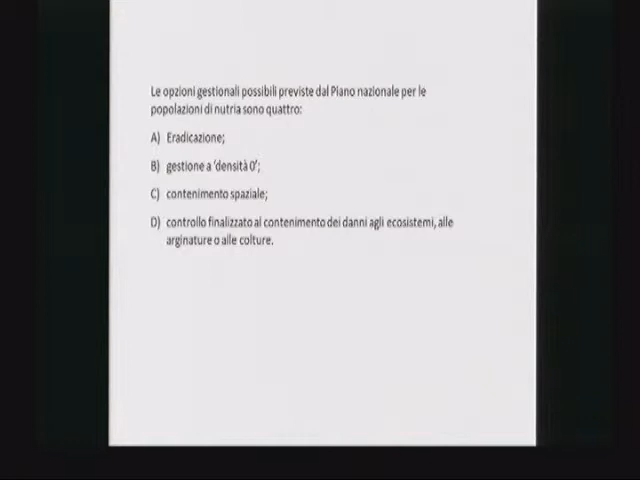 Le opzioni gestionali possibili previste dal Piano nazionale per le
popolazioni di nutria sono quattro:
A) Eradicazione;
B) gestione a 'densità 0';
C) contenimento spaziale;
D) controllo finalizzato al contenimento dei danni agli ecosistemi, alle
arginature o alle colture.